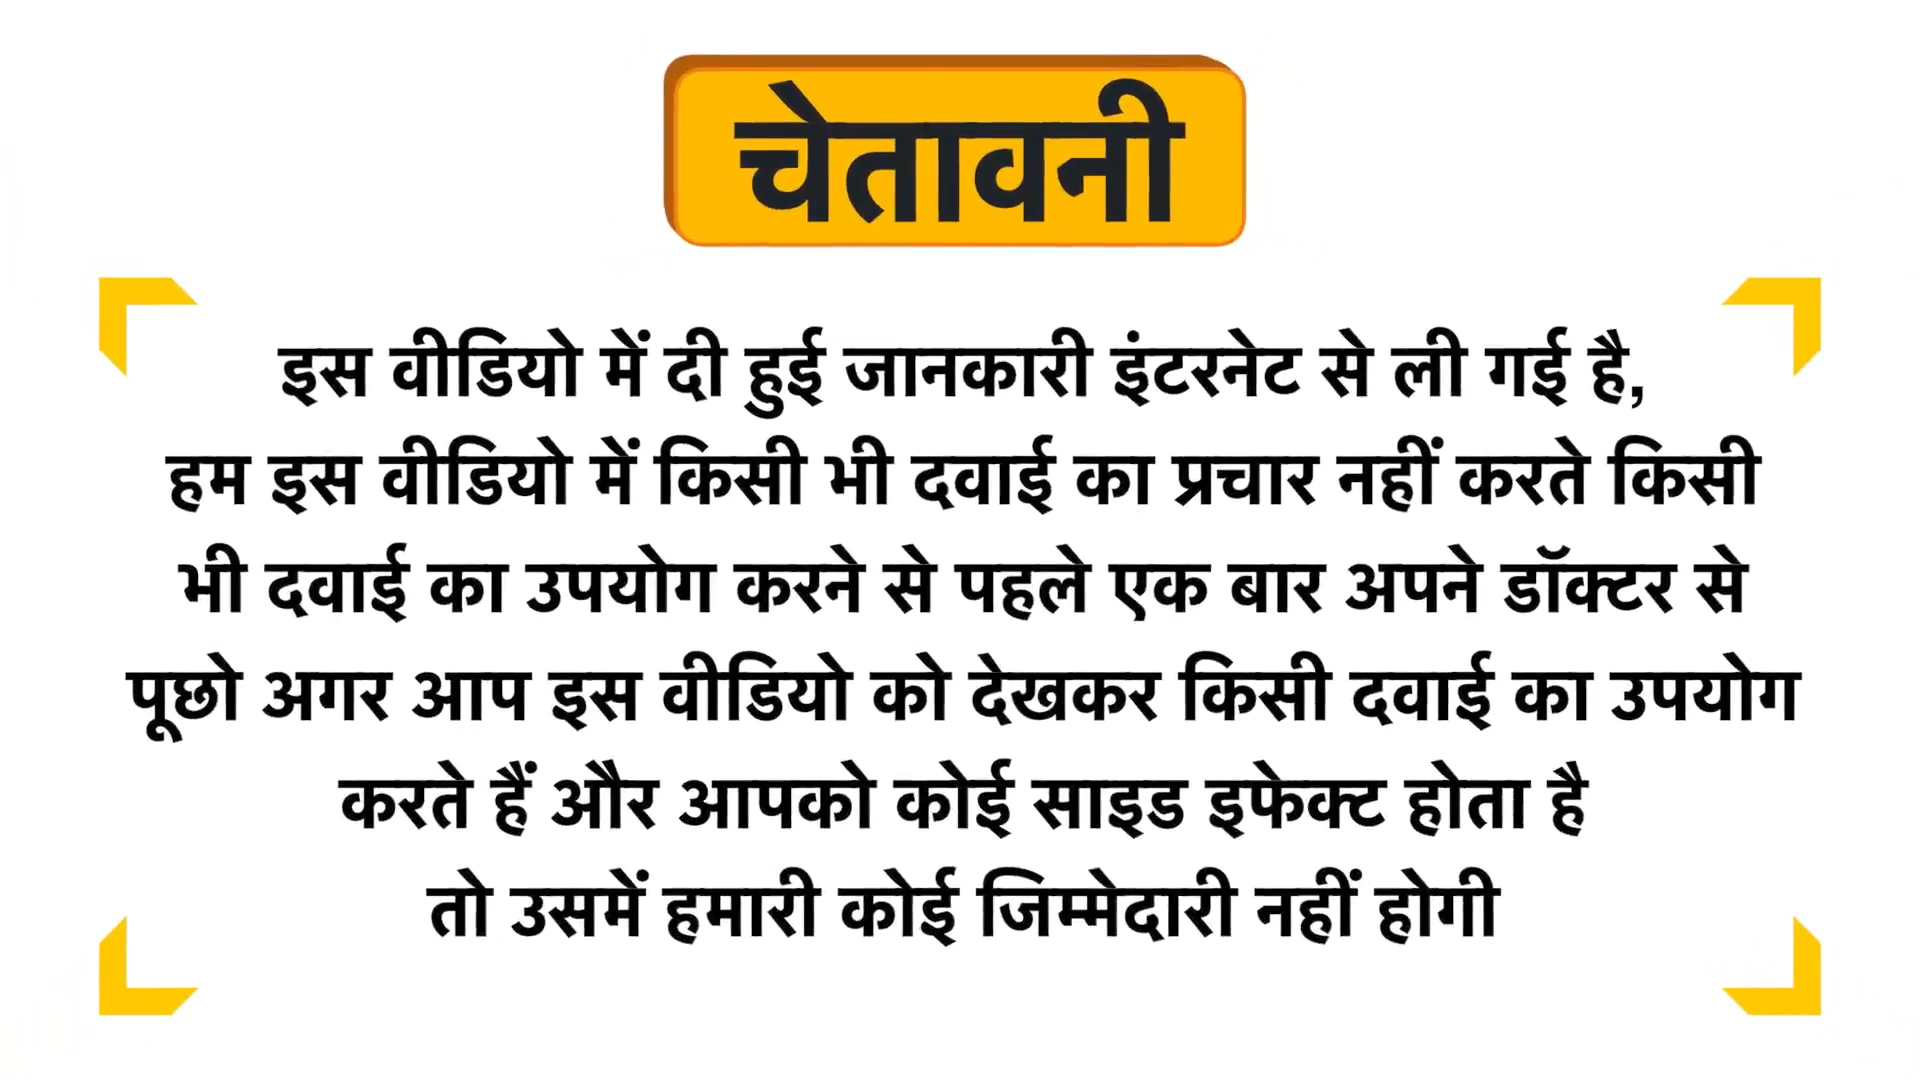 चेतावनी
इस वीडियो में दी हुई जानकारी इंटरनेट से ली गई है,
हम इस वीडियो में किसी भी दवाई का प्रचार नहीं करते किसी
भी दवाई का उपयोग करने से पहले एक बार अपने डॉक्टर से
पूछो अगर आप इस वीडियो को देखकर किसी दवाई का उपयोग
करते हैं और आपको कोई साइड इफेक्ट होता है
तो उसमें हमारी कोई जिम्मेदारी नहीं होगी